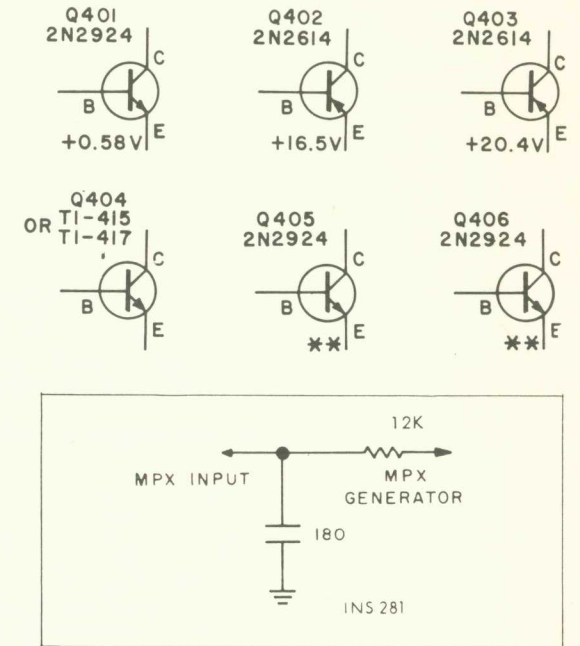 Q401
2N2924
C
B
E
+0.58V
Q402
2N2614
C
B
E
+16.5V
Q403
2N2614
C
B
E
+20.4V
Q404
OR TI-415
TI-417
C
B
E
Q405
2N2924
C
B
E
**
Q406
2N2924
C
B
E
**
12K
MPX INPUT
MPX
GENERATOR
180
INS 281